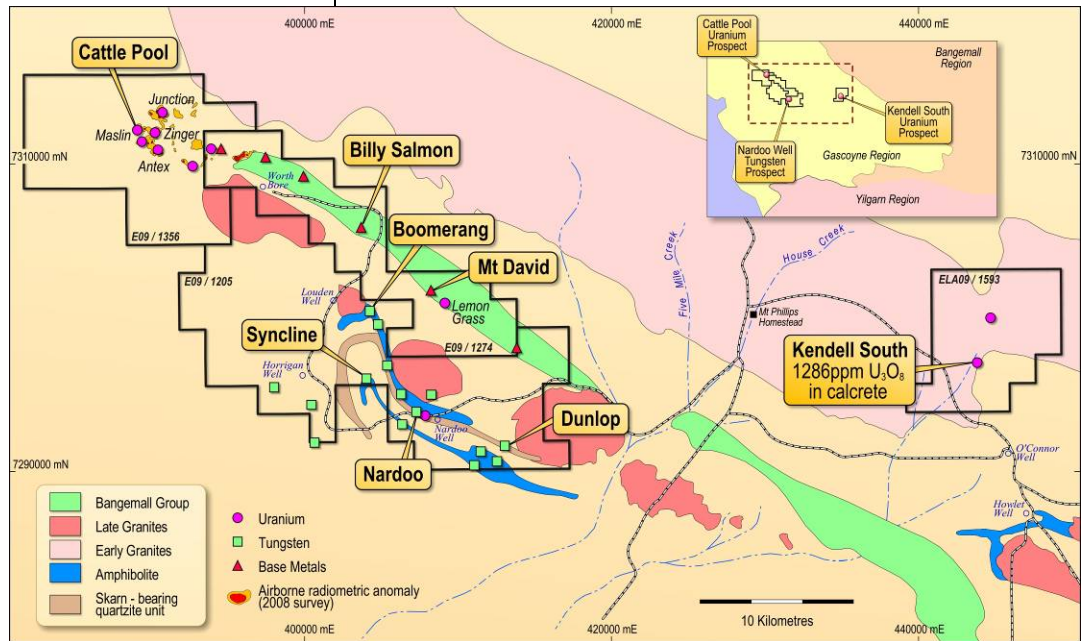 400000 mE
420000 mE
440000 mE
Cattle Pool
Cattle Pool
Uranium
Prospect
Bangemall
Region
Kendell South
Uranium
Prospect
Nardoo Well
Tungsten
Prospect
Gascoyne Region
Yilgarn Region
Junction
Maslin
Zinger
Antex
7310000 mN
7310000 mN
Worth
Bore
Billy Salmon
E09 / 1356
Boomerang
Mt David
E09 / 1205
Louden
Well
Lemon
Grass
Five Mile Creek
House Creek
Mt Phillips
Homestead
ELA09 / 1593
Syncline
E09 / 1274
Kendell South
1286ppm U₃O₈
in calcrete
Horrigan
Well
Dunlop
Nardoo
Well
Nardoo
O'Connor
Well
7290000 mN
7290000 mN
Howlet
Well
Bangemall Group
Late Granites
Early Granites
Amphibolite
Skarn - bearing
quartzite unit
Uranium
Tungsten
Base Metals
Airborne radiometric anomaly
(2008 survey)
10 Kilometres
400000 mE
420000 mE
440000 mE